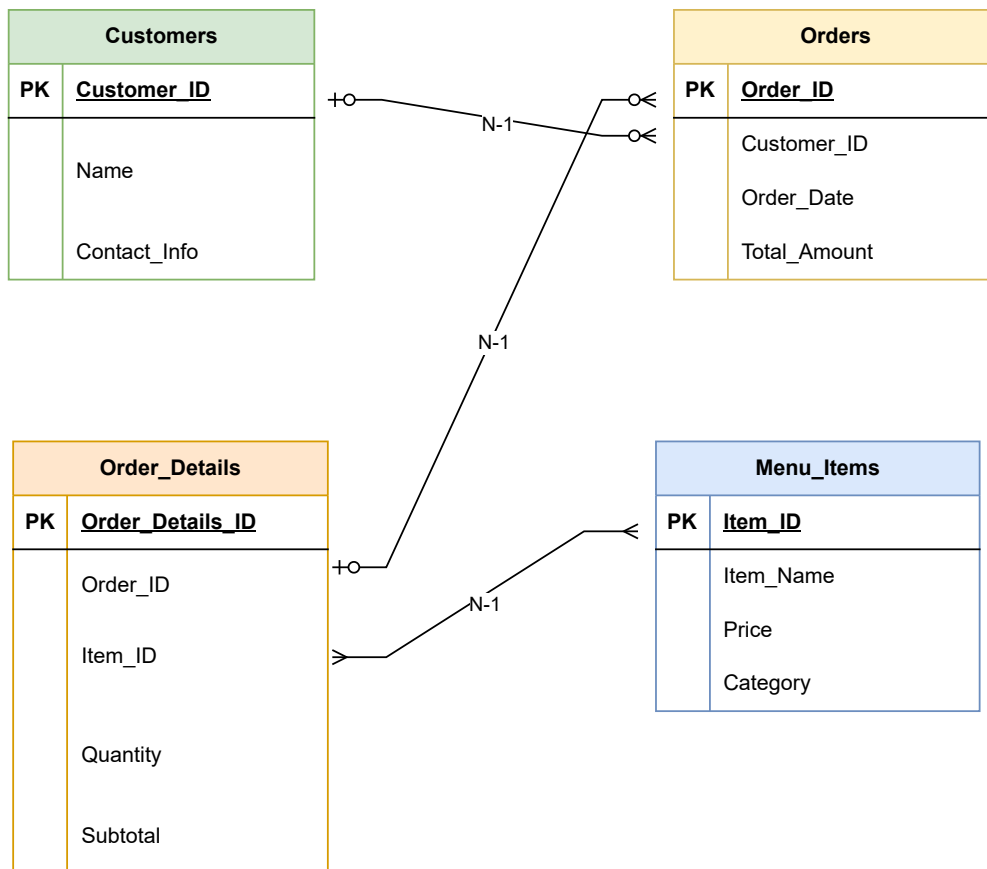 Customers
PK Customer_ID
Name
Contact_Info
Orders
PK Order_ID
Customer_ID
Order_Date
Total_Amount
N-1
N-1
Order_Details
PK Order_Details_ID
Order_ID
Item_ID
Quantity
Subtotal
N-1
Menu_Items
PK Item_ID
Item_Name
Price
Category